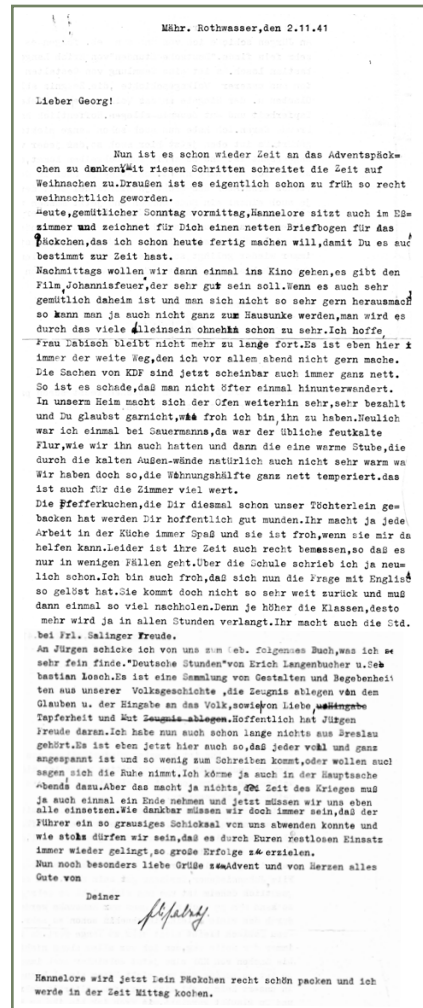 Mähr. Rothwasser,den 2.11.41
Lieber Georg!
Nun ist es schon wieder Zeit an das Adventspäck=
chen zu danken.Mit riesen Schritten schreitet die Zeit auf
Weihnachen zu.Draußen ist es eigentlich schon zu früh so recht
weihnachtlich geworden.
Heute,gemütlicher Sonntag vormittag,Hannelore sitzt auch im Eß=
zimmer und zeichnet für Dich einen netten Briefbogen für das
Päckchen,das ich schon heute fertig machen will,damit Du es auc
bestimmt zur Zeit hast.
Nachmittags wollen wir dann einmal ins Kino gehen,es gibt den
Film,Johannisfeuer,der sehr gut sein soll.Wenn es auch sehr
gemütlich daheim ist und man sich nicht so sehr gern herausmach
so kann man ja auch nicht ganz zum Hausunke werden,man wird es
durch das viele Alleinsein ohnehin schon zu sehr.Ich hoffe,
Frau Dabisch bleibt nicht mehr zu lange fort.Es ist eben hier i
immer der weite Weg,den ich vor allem abend nicht gern mache.
Die Sachen von KDF sind jetzt scheinbar auch immer ganz nett.
So ist es schade,daß man nicht öfter einmal hinunterwandert.
In unserm Heim macht sich der Ofen weiterhin sehr,sehr bezahlt
und Du glaubst garnicht,wie froh ich bin,ihn zu haben.Neulich
war ich einmal bei Sauermanns,da war der übliche feutkalte
Flur,wie wir ihn auch hatten und dann die eine warme Stube,die
durch die kalten Außen-wände natürlich auch nicht sehr warm wa
Wir haben doch so,die Wohnungshälfte ganz nett temperiert.das
ist auch für die Zimmer viel wert.
Die Pfefferkuchen,die Dir diesmal schon unser Töchterlein ge=
backen hat werden Dir hoffentlich gut munden.Ihr macht ja jede
Arbeit in der Küche immer Spaß und sie ist froh,wenn sie mir da
helfen kann.Leider ist ihre Zeit auch recht bemessen,so daß es
nur in wenigen Fällen geht.Über die Schule schrieb ich ja neu=
lich schon.Ich bin auch froh,daß sich nun die Frage mit Englisc
so gelöst hat.Sie kommt doch nicht so sehr weit zurück und muß
dann einmal so viel nachholen.Denn je höher die Klassen,desto
mehr wird ja in allen Stunden verlangt.Ihr macht auch die Std.
bei Frl. Salinger Freude.
An Jürgen schicke ich von uns zum Geb. folgenues Buch,was ich
sehr fein finde."Deutsche Stunden"von Erich Langenbucher u.Seb
bastian Losch.Es ist eine Sammlung von Gestalten und Begebenheit
ten aus unserer Volksgeschichte ,die Zeugnis ablegen von dem
Glauben u. der Hingabe an das Volk,sowie von Liebe,
Tapferheit und Mut Zeugnis ablegen.Hoffentlich hat Jürgen
Freude daran.Ich habe nun auch schon lange nichts aus Breslau
gehört.Es ist eben jetzt hier auch so,daß jeder voll und ganz
angespannt ist und so wenig zum Schreiben kommt,oder wollen auch
sagen sich die Ruhe nimmt.Ich komme ja auch in der Hauptsache
Abends dazu.Aber das macht ja nichts, Zeit des Krieges muß
ja auch einmal ein Ende nehmen und jetzt müssen wir uns eben
alle einsetzen.Wie dankbar müssen wir doch immer sein,daß der
Führer ein so grausiges Schicksal von uns abwenden konnte und
wie stolz dürfen wir sein,daß es durch Euren restlosen Einsatz
immer wieder gelingt,so große Erfolge zu erzielen.
Nun noch besonders liebe Grüße zum Advent und von Herzen alles
Gute von
Deiner
Hannelore wird jetzt Dein Päckchen recht schön packen und ich
werde in der Zeit Mittag kochen.